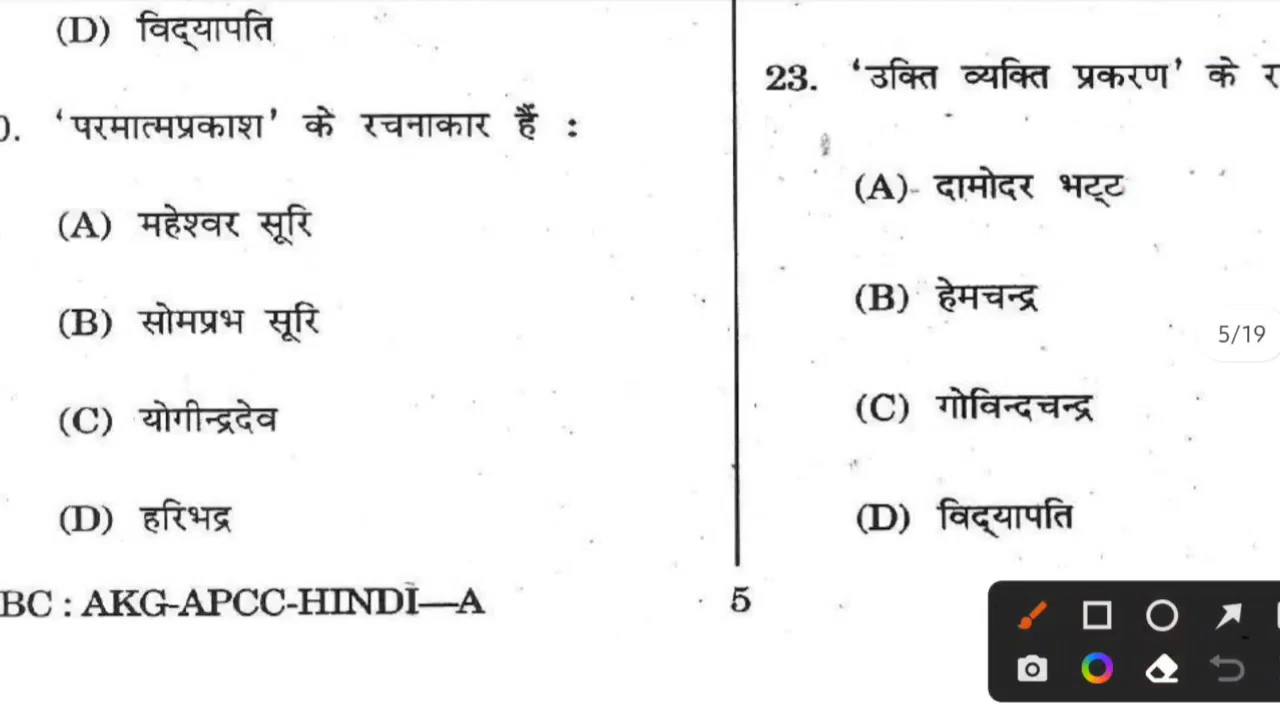 (D) विद्यापति
0. ‘परमात्मप्रकाश’ के रचनाकार हैं :
(A) महेश्वर सूरि
(B) सोमप्रभ सूरि
(C) योगीन्द्रदेव
(D) हरिभद्र
BC : AKG-APCC-HINDI—A
23. ‘उक्ति व्यक्ति प्रकरण’ के
(A) दामोदर भट्ट
(B) हेमचन्द्र
(C) गोविन्दचन्द्र
(D) विद्यापति
5
5/19